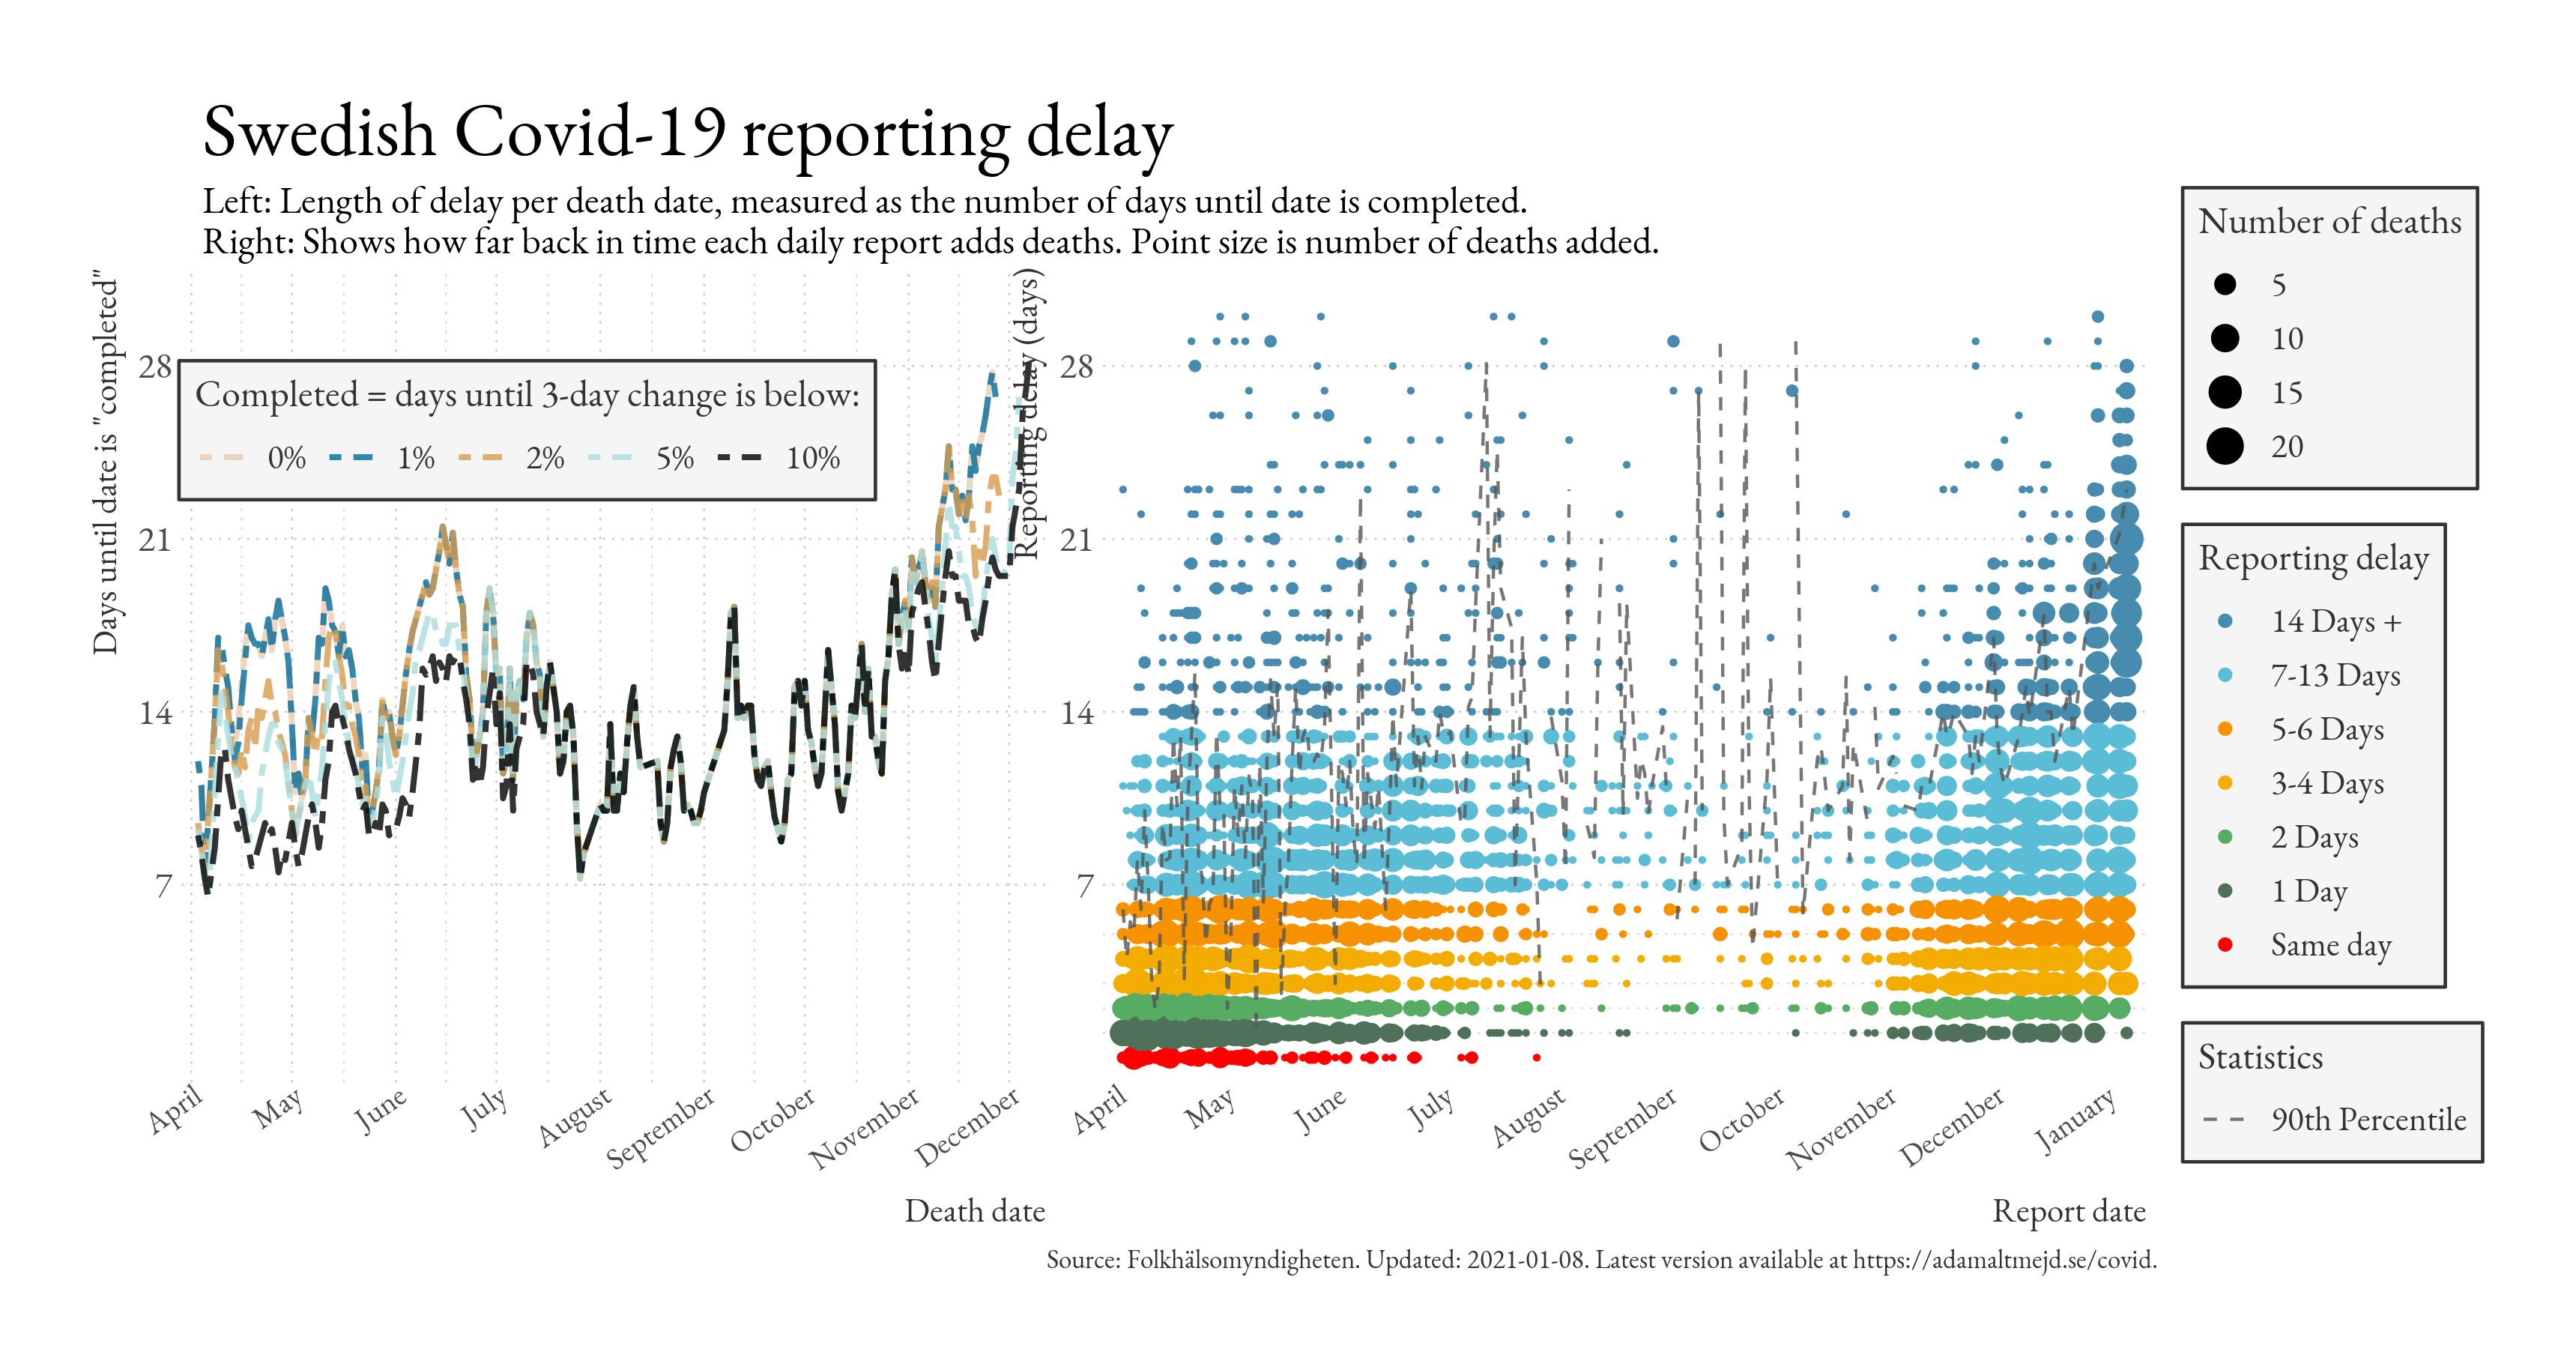 Swedish Covid-19 reporting delay
Left: Length of delay per death date, measured as the number of days until date is completed.
Right: Shows how far back in time each daily report adds deaths. Point size is number of deaths added.
Days until date is "completed"
28
21
14
7
Completed = days until 3-day change is below:
0% 1% 2% 5% 10%
April May June July August September October November December
Death date
Reporting delay (days)
28
21
14
7
April May June July August September October November December January
Report date
Number of deaths
5
10
15
20
Reporting delay
14 Days +
7-13 Days
5-6 Days
3-4 Days
2 Days
1 Day
Same day
Statistics
90th Percentile
Source: Folkhälsomyndigheten. Updated: 2021-01-08. Latest version available at https://adamaltmejd.se/covid.